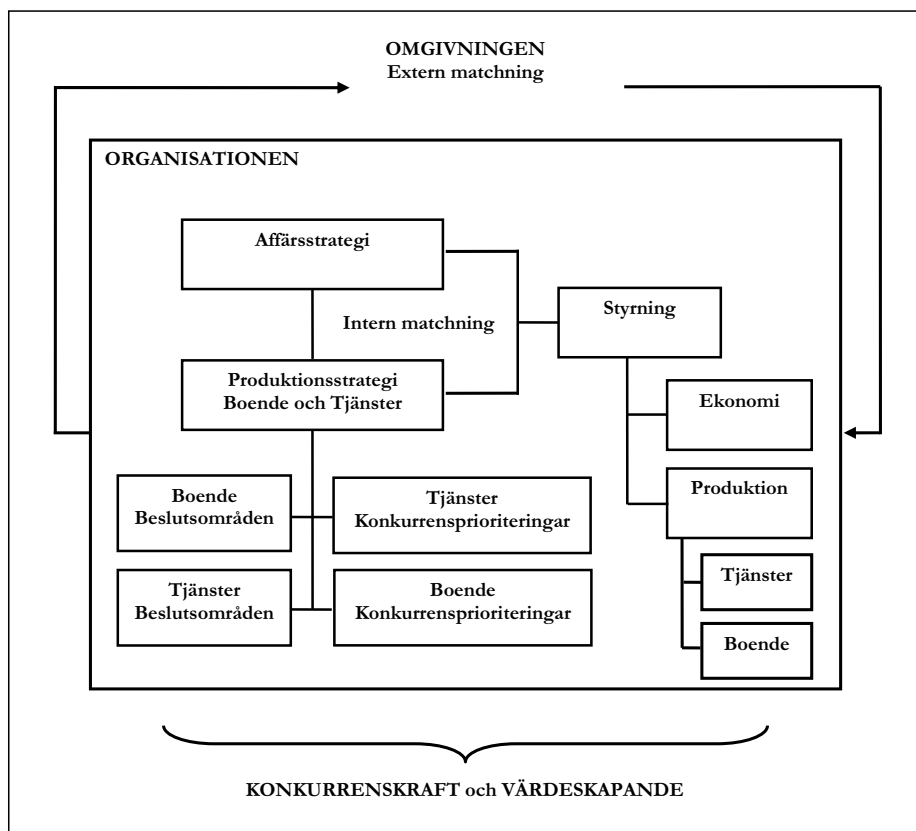 OMGIVNINGEN
Extern matchning
ORGANISATIONEN
Affärsstrategi
Intern matchning
Styrning
Produktionsstrategi
Boende och Tjänster
Ekonomi
Produktion
Boende
Beslutsområden
Tjänster
Konkurrensprioriteringar
Tjänster
Beslutsområden
Boende
Konkurrensprioriteringar
Tjänster
Boende
KONKURRENSKRAFT och VÄRDESKAPANDE